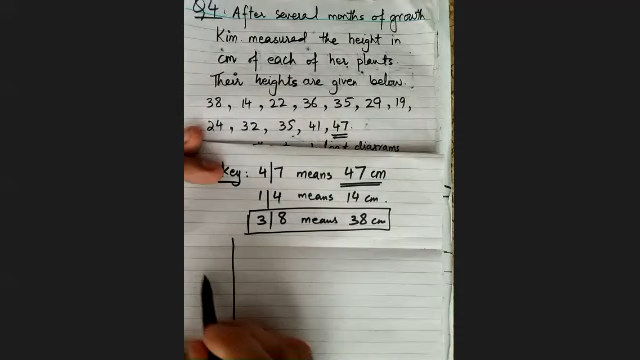 Q4. After several months of growth
Kim measured the height in
cm of each of her plants.
Their heights are given below.
38, 14, 22, 36, 35, 29, 19,
24, 32, 35, 41, 47.
diagrams
Key: 4|7 means 47 cm
1|4 means 14 cm.
3|8 means 38 cm